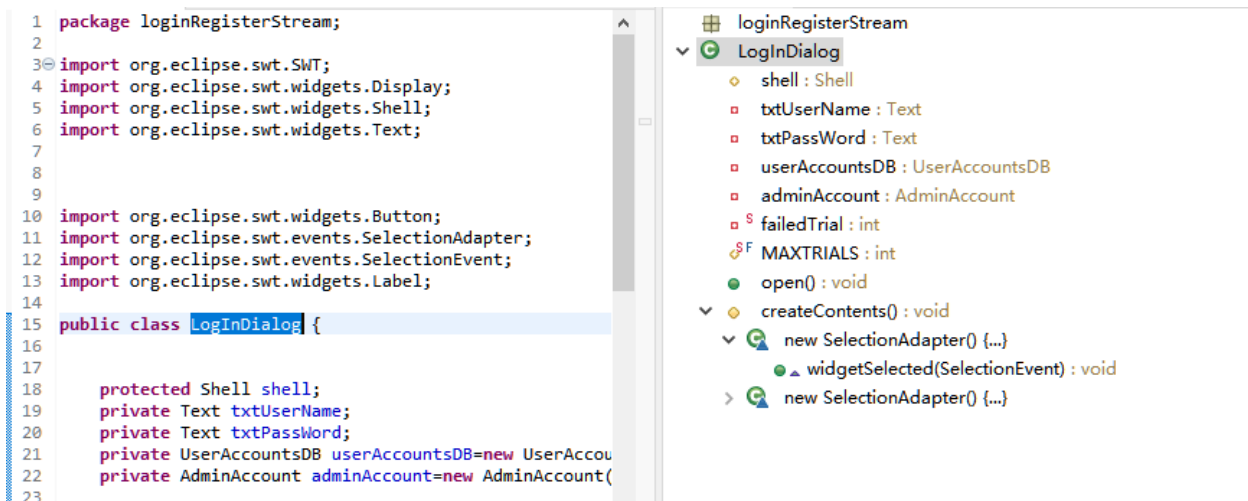 1 package loginRegisterStream;
2
3 import org.eclipse.swt.SWT;
4 import org.eclipse.swt.widgets.Display;
5 import org.eclipse.swt.widgets.Shell;
6 import org.eclipse.swt.widgets.Text;
7
8
9
10 import org.eclipse.swt.widgets.Button;
11 import org.eclipse.swt.events.SelectionAdapter;
12 import org.eclipse.swt.events.SelectionEvent;
13 import org.eclipse.swt.widgets.Label;
14
15 public class LogInDialog {
16
17
18 protected Shell shell;
19 private Text txtUserName;
20 private Text txtPassWord;
21 private UserAccountsDB userAccountsDB=new UserAccou
22 private AdminAccount adminAccount=new AdminAccount(
23
loginRegisterStream
C LogInDialog
shell : Shell
txtUserName : Text
txtPassWord : Text
userAccountsDB : UserAccountsDB
adminAccount : AdminAccount
S failedTrial : int
S F MAXTRIALS : int
open() : void
createContents() : void
C new SelectionAdapter() {...}
widgetSelected(SelectionEvent) : void
C new SelectionAdapter() {...}